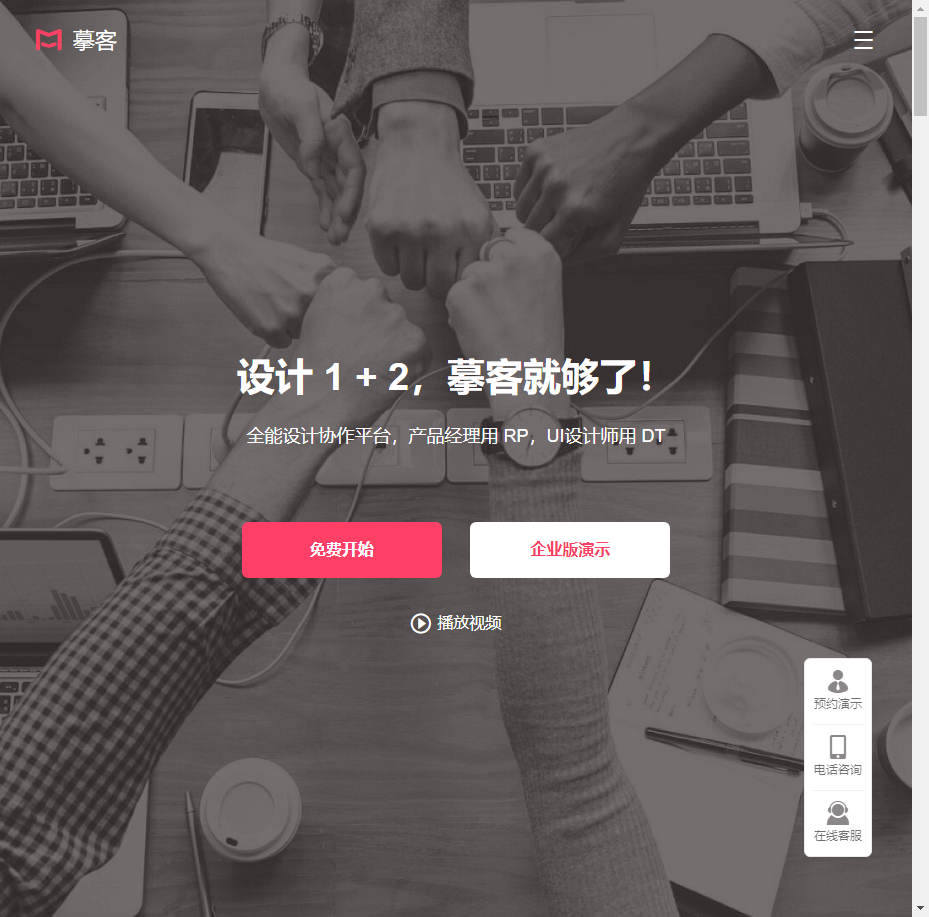 摹客
设计 1 + 2，摹客就够了！
全能设计协作平台，产品经理用 RP，UI设计师用 DT
免费开始
企业版演示
播放视频
预约演示
电话咨询
在线客服